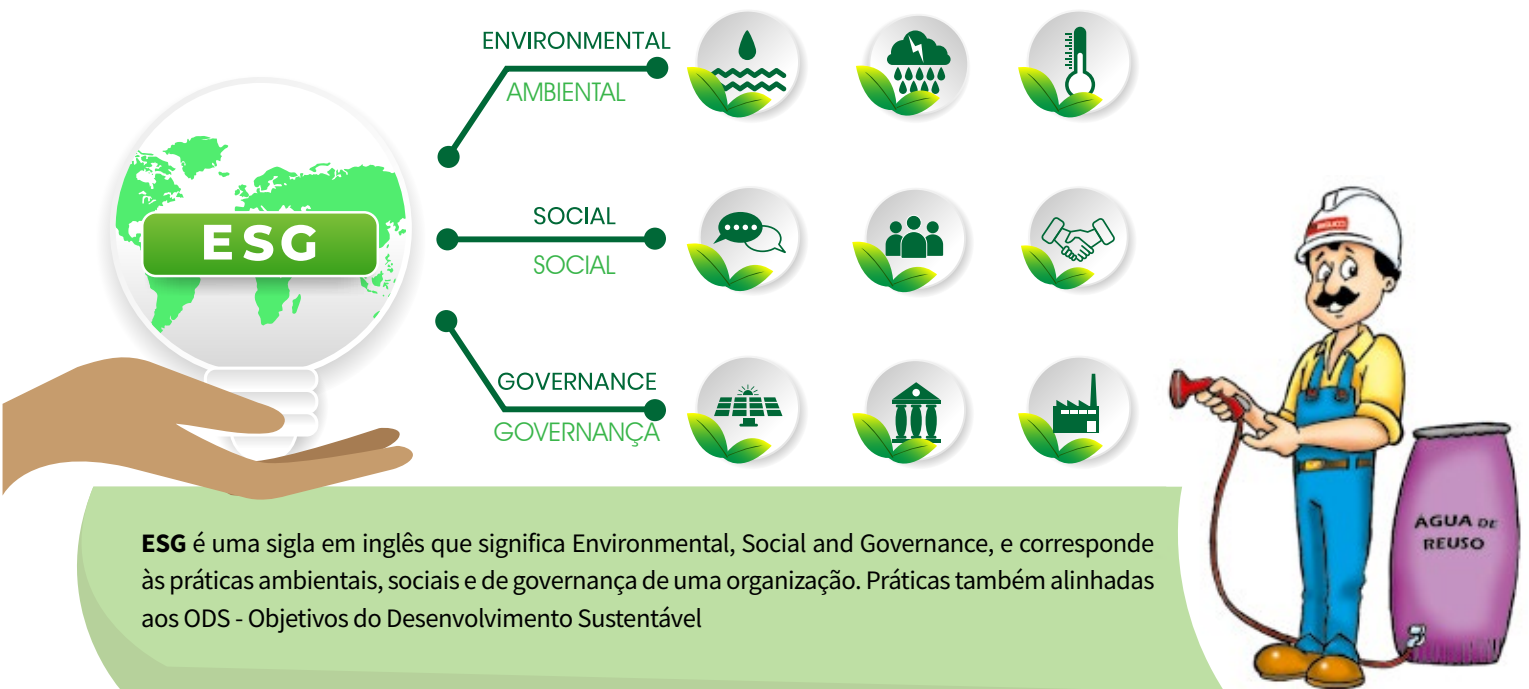 ENVIRONMENTAL
AMBIENTAL
ESG
SOCIAL
SOCIAL
GOVERNANCE
GOVERNANÇA
ESG é uma sigla em inglês que significa Environmental, Social and Governance, e corresponde
às práticas ambientais, sociais e de governança de uma organização. Práticas também alinhadas
aos ODS - Objetivos do Desenvolvimento Sustentável
ÁGUA DE
REUSO